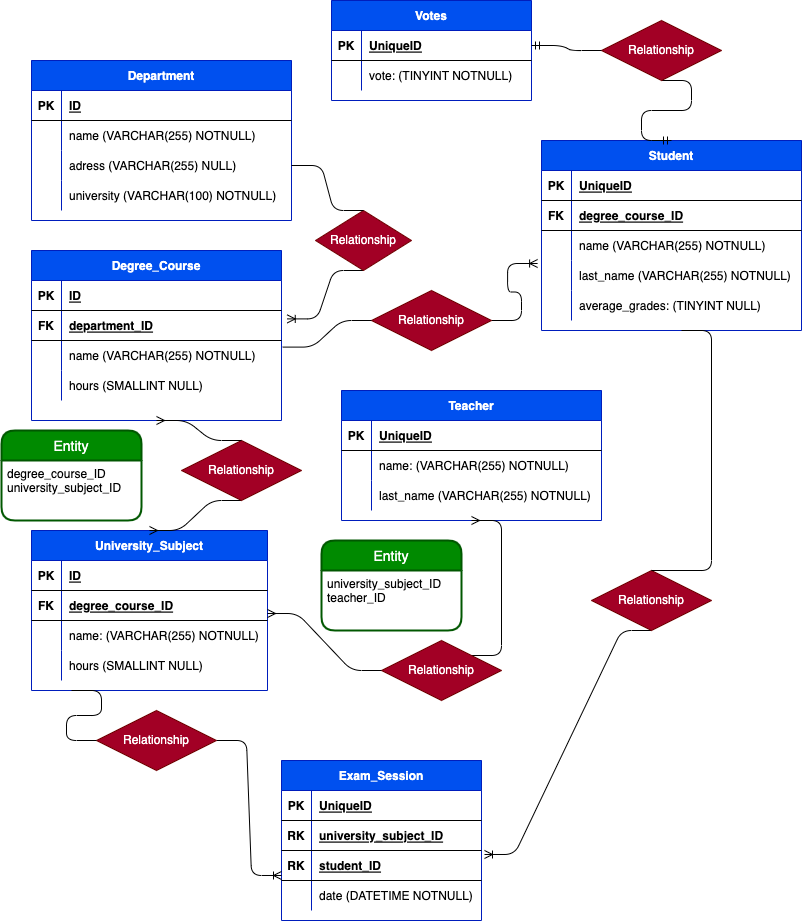 Votes
PK UniqueID
vote: (TINYINT NOTNULL)
Relationship
Department
PK ID
name (VARCHAR(255) NOTNULL)
adress (VARCHAR(255) NULL)
university (VARCHAR(100) NOTNULL)
Student
PK UniqueID
FK degree_course_ID
name (VARCHAR(255) NOTNULL)
last_name (VARCHAR(255) NOTNULL)
average_grades: (TINYINT NULL)
Relationship
Degree_Course
PK ID
FK department_ID
name (VARCHAR(255) NOTNULL)
hours (SMALLINT NULL)
Relationship
Teacher
PK UniqueID
name: (VARCHAR(255) NOTNULL)
last_name (VARCHAR(255) NOTNULL)
Entity
degree_course_ID
university_subject_ID
Relationship
University_Subject
PK ID
FK degree_course_ID
name: (VARCHAR(255) NOTNULL)
hours (SMALLINT NULL)
Entity
university_subject_ID
teacher_ID
Relationship
Relationship
Relationship
Exam_Session
PK UniqueID
RK university_subject_ID
RK student_ID
date (DATETIME NOTNULL)